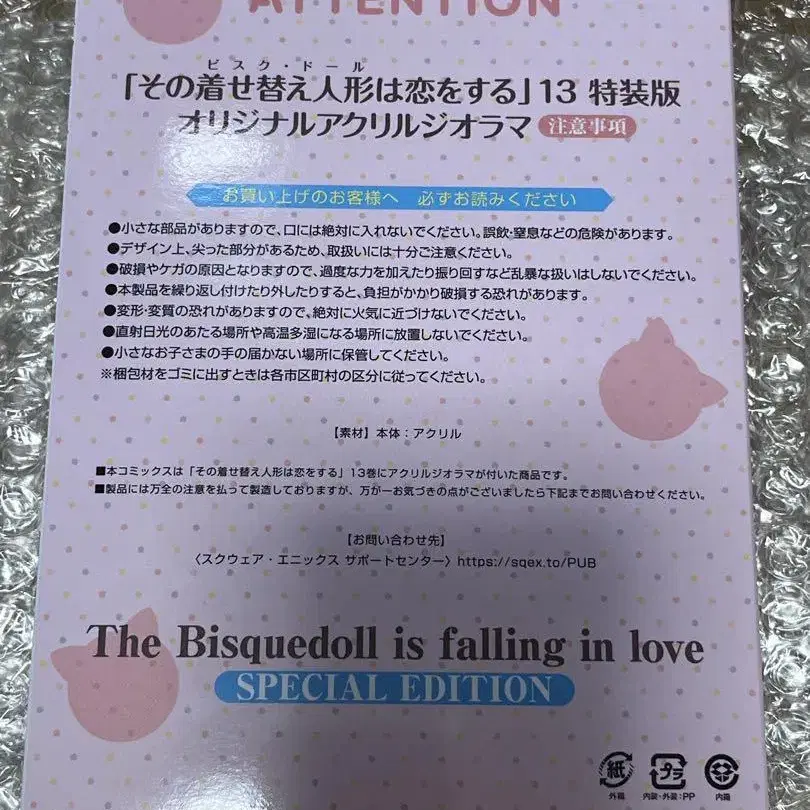 ATTENTION
ビスク・ドール
「その着せ替え人形は恋をする」13 特装版
オリジナルアクリルジオラマ 注意事項
お買い上げのお客様へ 必ずお読みください
●小さな部品がありますので、口には絶対に入れないでください。誤飲・窒息などの危険があります。
●デザイン上、尖った部分があるため、取扱いには十分ご注意ください。
●破損やケガの原因となりますので、過度な力を加えたり振り回すなど乱暴な扱いはしないでください。
●本製品を繰り返し付けたり外したりすると、負担がかかり破損する恐れがあります。
●変形・変質の恐れがありますので、絶対に火気に近づけないでください。
●直射日光のあたる場所や高温多湿になる場所に放置しないでください。
●小さなお子さまの手の届かない場所に保管してください。
※梱包材をゴミに出すときは各市区町村の区分に従ってください。
【素材】本体:アクリル
■本コミックスは「その着せ替え人形は恋をする」13巻にアクリルジオラマが付いた商品です。
■製品には万全の注意を払って製造しておりますが、万が一お気づきの点がございましたら下記までお問い合わせください。
【お問い合わせ先】
〈スクウェア・エニックス サポートセンター〉https://sqex.to/PUB
The Bisquedoll is falling in love
SPECIAL EDITION
紙 プラ
外箱 内装・外装:PP 内箱